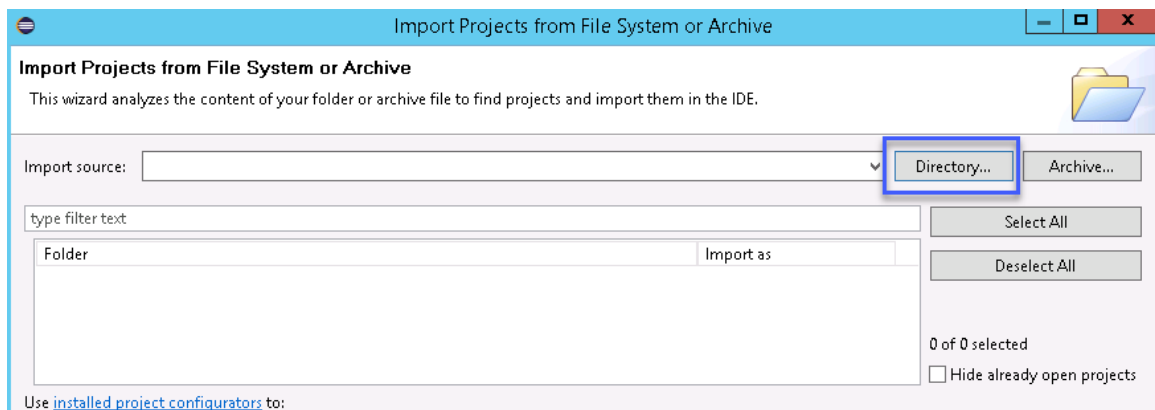 Import Projects from File System or Archive
Import Projects from File System or Archive
This wizard analyzes the content of your folder or archive file to find projects and import them in the IDE.
Import source: Directory... Archive...
type filter text
Select All
Folder Import as
Deselect All
0 of 0 selected
Hide already open projects
Use installed project configurators to: